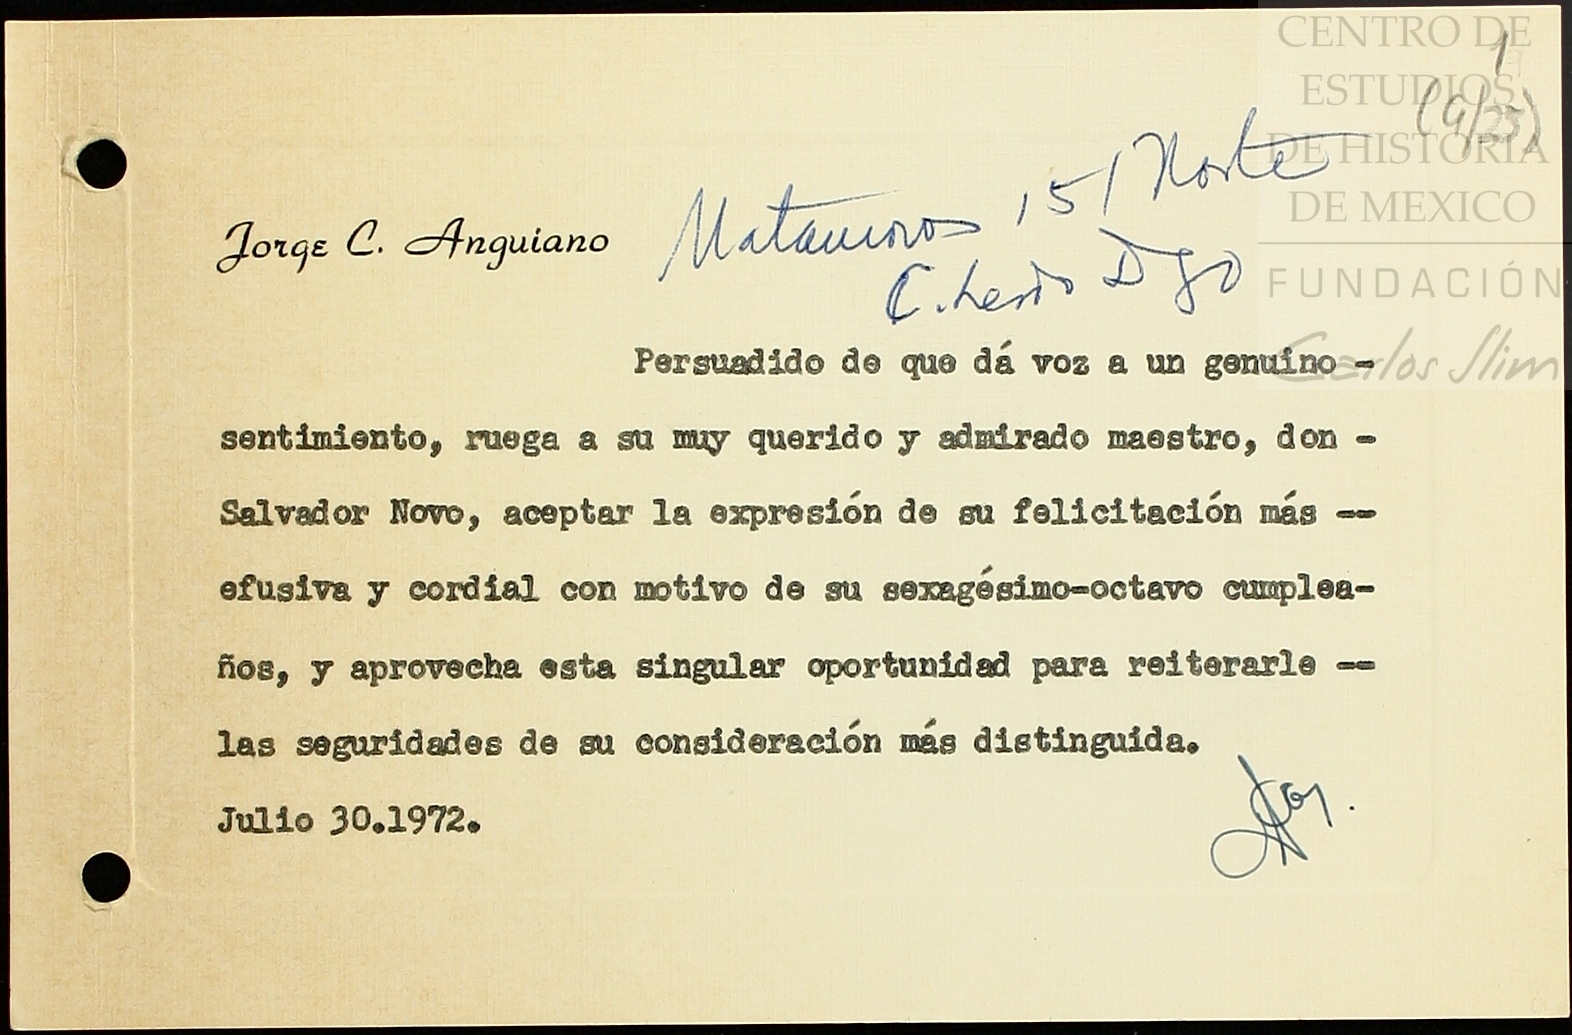 CENTRO DE
ESTUDIOS
DE HISTORIA
DE MEXICO
FUNDACIÓN
Carlos Slim
1
(9/23)
Jorge C. Anguiano
Matamoros 151 Norte
C. Lerdo Dgo
Persuadido de que dá voz a un genuino -
sentimiento, ruega a su muy querido y admirado maestro, don -
Salvador Novo, aceptar la expresión de su felicitación más --
efusiva y cordial con motivo de su sexagésimo-octavo cumplea-
ños, y aprovecha esta singular oportunidad para reiterarle --
las seguridades de su consideración más distinguida.
Julio 30.1972.